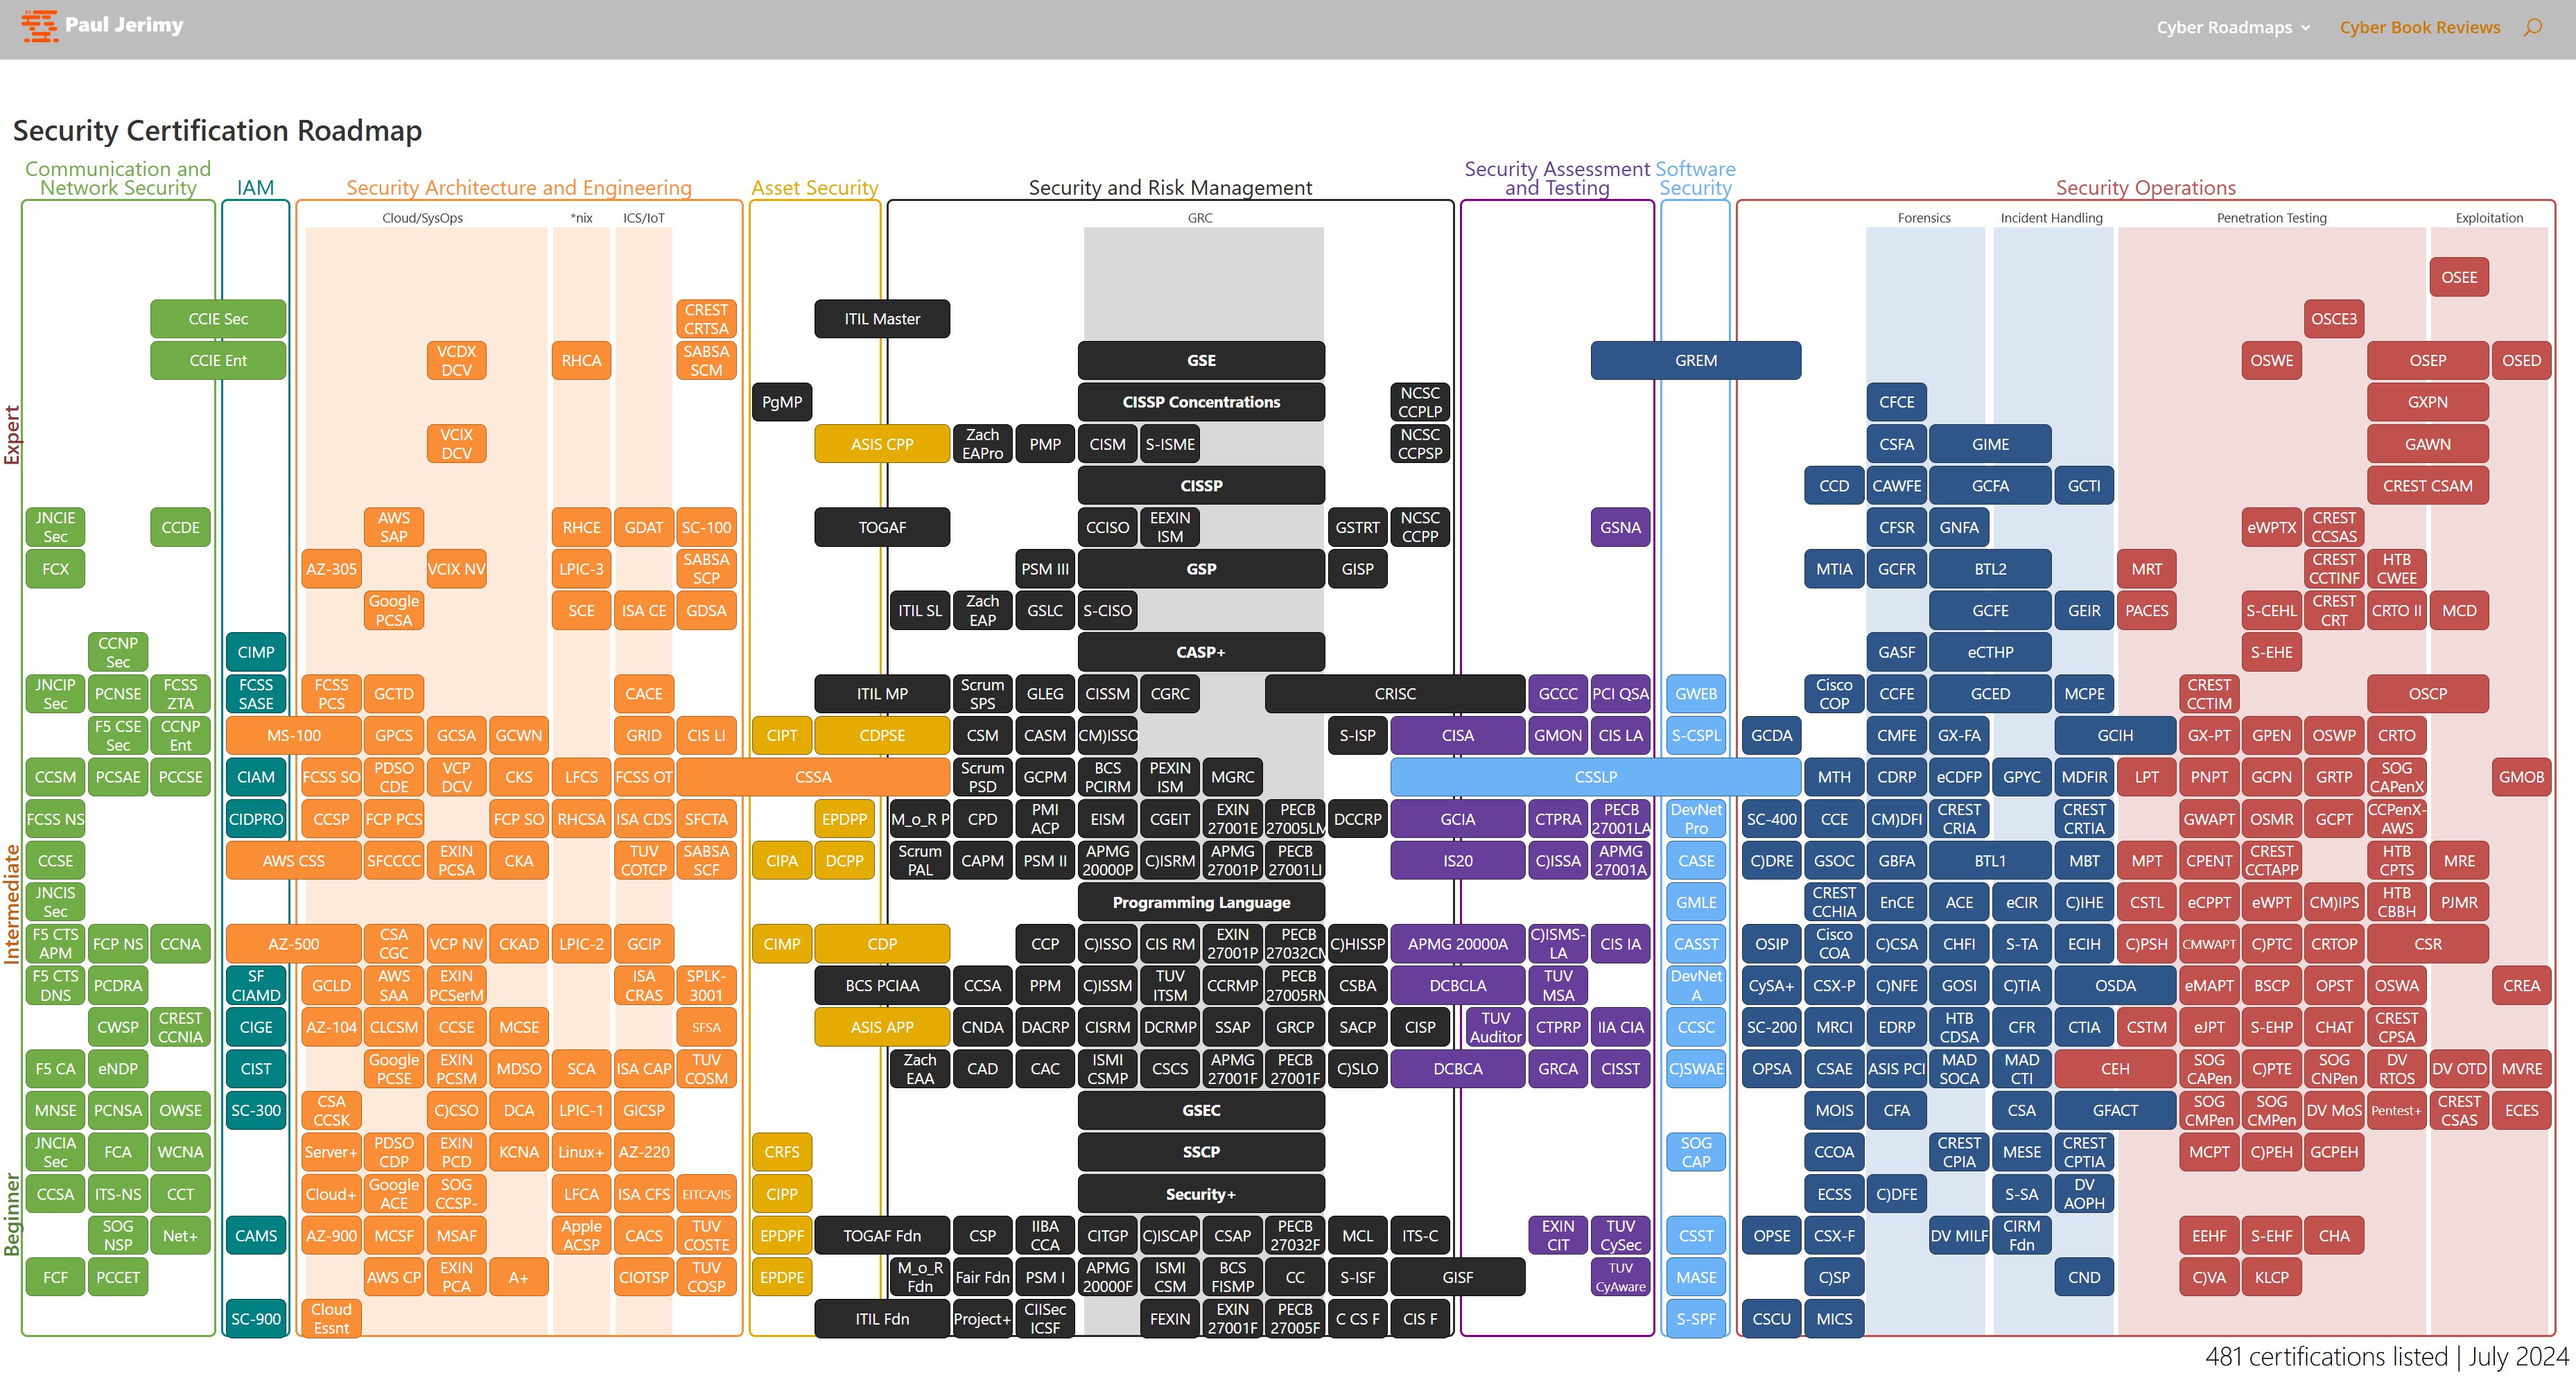 Paul Jerimy
Cyber Roadmaps
Cyber Book Reviews
Security Certification Roadmap
Communication and
Network Security
IAM
Security Architecture and Engineering
Asset Security
Security and Risk Management
Security Assessment
and Testing
Software
Security
Security Operations
Cloud/SysOps
*nix
ICS/IoT
GRC
Forensics
Incident Handling
Penetration Testing
Exploitation
Expert
Intermediate
Beginner
OSEE
CCIE Sec
CREST
CRTSA
ITIL Master
OSCE3
CCIE Ent
VCDX
DCV
RHCA
SABSA
SCM
GSE
GREM
OSWE
OSEP
OSED
PgMP
CISSP Concentrations
NCSC
CCPLP
CFCE
GXPN
VCIX
DCV
ASIS CPP
Zach
EAPro
PMP
CISM
S-ISME
NCSC
CCPSP
CSFA
GIME
GAWN
CISSP
CCD
CAWFE
GCFA
GCTI
CREST CSAM
JNCIE
Sec
CCDE
AWS
SAP
RHCE
GDAT
SC-100
TOGAF
CCISO
EEXIN
ISM
GSTRT
NCSC
CCPP
GSNA
CFSR
GNFA
eWPTX
CREST
CCSAS
FCX
AZ-305
VCIX NV
LPIC-3
SABSA
SCP
PSM III
GSP
GISP
MTIA
GCFR
BTL2
MRT
CREST
CCTINF
HTB
CWEE
Google
PCSA
SCE
ISA CE
GDSA
ITIL SL
Zach
EAP
GSLC
S-CISO
GCFE
GEIR
PACES
S-CEHL
CREST
CRT
CRTO II
MCD
CCNP
Sec
CIMP
CASP+
GASF
eCTHP
S-EHE
JNCIP
Sec
PCNSE
FCSS
ZTA
FCSS
SASE
FCSS
PCS
GCTD
CACE
ITIL MP
Scrum
SPS
GLEG
CISSM
CGRC
CRISC
GCCC
PCI QSA
GWEB
Cisco
COP
CCFE
GCED
MCPE
CREST
CCTIM
OSCP
F5 CSE
Sec
CCNP
Ent
MS-100
GPCS
GCSA
GCWN
GRID
CIS LI
CIPT
CDPSE
CSM
CASM
CM)ISSO
S-ISP
CISA
GMON
CIS LA
S-CSPL
GCDA
CMFE
GX-FA
GCIH
GX-PT
GPEN
OSWP
CRTO
CCSM
PCSAE
PCCSE
CIAM
FCSS SO
PDSO
CDE
VCP
DCV
CKS
LFCS
FCSS OT
CSSA
Scrum
PSD
GCPM
BCS
PCIRM
PEXIN
ISM
MGRC
CSSLP
MTH
CDRP
eCDFP
GPYC
MDFIR
LPT
PNPT
GCPN
GRTP
SOG
CAPenX
GMOB
FCSS NS
CIDPRO
CCSP
FCP PCS
FCP SO
RHCSA
ISA CDS
SFCTA
EPDPP
M_o_R P
CPD
PMI
ACP
EISM
CGEIT
EXIN
27001E
PECB
27005LM
DCCRP
GCIA
CTPRA
PECB
27001LA
DevNet
Pro
SC-400
CCE
CM)DFI
CREST
CRIA
CREST
CRTIA
GWAPT
OSMR
GCPT
CCPenX-
AWS
CCSE
AWS CSS
SFCCCC
EXIN
PCSA
CKA
TUV
COTCP
SABSA
SCF
CIPA
DCPP
Scrum
PAL
CAPM
PSM II
APMG
20000P
C)ISRM
APMG
27001P
PECB
27001LI
IS20
C)ISSA
APMG
27001A
CASE
C)DRE
GSOC
GBFA
BTL1
MBT
MPT
CPENT
CREST
CCTAPP
HTB
CPTS
MRE
JNCIS
Sec
Programming Language
GMLE
CREST
CCHIA
EnCE
ACE
eCIR
C)IHE
CSTL
eCPPT
eWPT
CM)IPS
HTB
CBBH
PJMR
F5 CTS
APM
FCP NS
CCNA
AZ-500
CSA
CGC
VCP NV
CKAD
LPIC-2
GCIP
CIMP
CDP
CCP
C)ISSO
CIS RM
EXIN
27001P
PECB
27032CM
C)HISSP
APMG 20000A
C)ISMS-
LA
CIS IA
CASST
OSIP
Cisco
COA
C)CSA
CHFI
S-TA
ECIH
C)PSH
CMWAPT
C)PTC
CRTOP
CSR
F5 CTS
DNS
PCDRA
SF
CIAMD
GCLD
AWS
SAA
EXIN
PCSerM
ISA
CRAS
SPLK-
3001
BCS PCIAA
CCSA
PPM
C)ISSM
TUV
ITSM
CCRMP
PECB
27005RM
CSBA
DCBCLA
TUV
MSA
DevNet
A
CySA+
CSX-P
C)NFE
GOSI
C)TIA
OSDA
eMAPT
BSCP
OPST
OSWA
CREA
CWSP
CREST
CCNIA
CIGE
AZ-104
CLCSM
CCSE
MCSE
SFSA
ASIS APP
CNDA
DACRP
CISRM
DCRMP
SSAP
GRCP
SACP
CISP
TUV
Auditor
CTPRP
IIA CIA
CCSC
SC-200
MRCI
EDRP
HTB
CDSA
CFR
CTIA
CSTM
eJPT
S-EHP
CHAT
CREST
CPSA
F5 CA
eNDP
CIST
Google
PCSE
EXIN
PCSM
MDSO
SCA
ISA CAP
TUV
COSM
Zach
EAA
CAD
CAC
ISMI
CSMP
CSCS
APMG
27001F
PECB
27001F
C)SLO
DCBCA
GRCA
CISST
C)SWAE
OPSA
CSAE
ASIS PCI
MAD
SOCA
MAD
CTI
CEH
SOG
CAPen
C)PTE
SOG
CNPen
DV
RTOS
DV OTD
MVRE
MNSE
PCNSA
OWSE
SC-300
CSA
CCSK
C)CSO
DCA
LPIC-1
GICSP
GSEC
MOIS
CFA
CSA
GFACT
SOG
CMPen
SOG
CMPen
DV MoS
Pentest+
CREST
CSAS
ECES
JNCIA
Sec
FCA
WCNA
Server+
PDSO
CDP
EXIN
PCD
KCNA
Linux+
AZ-220
CRFS
SSCP
SOG
CAP
CCOA
CREST
CPIA
MESE
CREST
CPTIA
MCPT
C)PEH
GCPEH
CCSA
ITS-NS
CCT
Cloud+
Google
ACE
SOG
CCSP-
LFCA
ISA CFS
EITCA/IS
CIPP
Security+
ECSS
C)DFE
S-SA
DV
AOPH
SOG
NSP
Net+
CAMS
AZ-900
MCSF
MSAF
Apple
ACSP
CACS
TUV
COSTE
EPDPF
TOGAF Fdn
CSP
IIBA
CCA
CITGP
C)ISCAP
CSAP
PECB
27032F
MCL
ITS-C
EXIN
CIT
TUV
CySec
CSST
OPSE
CSX-F
DV MILF
CIRM
Fdn
EEHF
S-EHF
CHA
FCF
PCCET
AWS CP
EXIN
PCA
A+
CIOTSP
TUV
COSP
EPDPE
M_o_R
Fdn
Fair Fdn
PSM I
APMG
20000F
ISMI
CSM
BCS
FISMP
CC
S-ISF
GISF
TUV
CyAware
MASE
C)SP
CND
C)VA
KLCP
SC-900
Cloud
Essnt
ITIL Fdn
Project+
CIISec
ICSF
FEXIN
EXIN
27001F
PECB
27005F
C CS F
CIS F
S-SPF
CSCU
MICS
481 certifications listed | July 2024